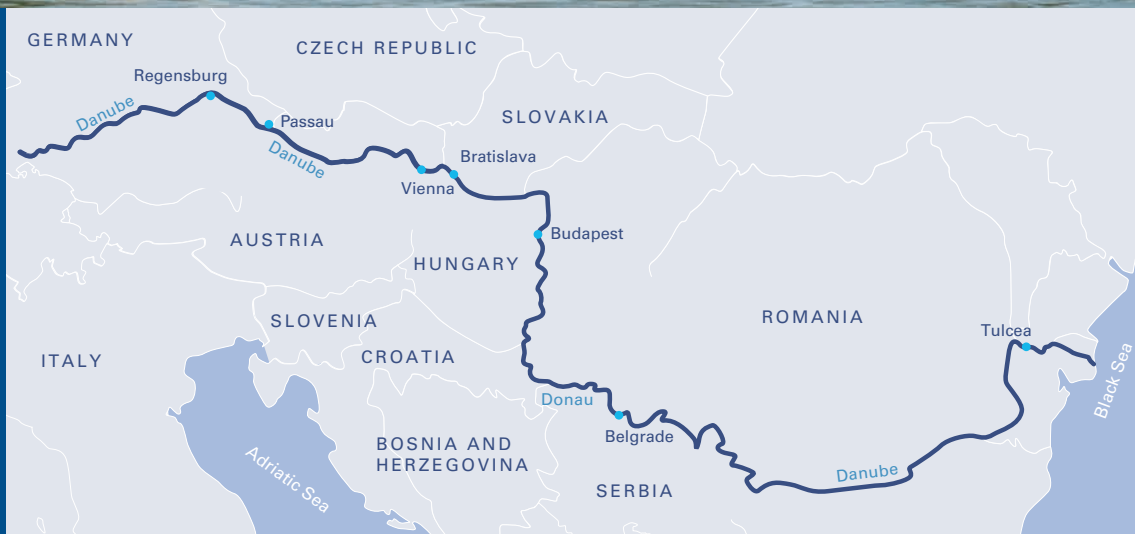 GERMANY
CZECH REPUBLIC
Regensburg
Danube
Passau
SLOVAKIA
Danube
Bratislava
Vienna
AUSTRIA
Budapest
HUNGARY
SLOVENIA
ROMANIA
Tulcea
ITALY
CROATIA
Black Sea
Donau
Belgrade
BOSNIA AND
HERZEGOVINA
Adriatic Sea
Danube
SERBIA